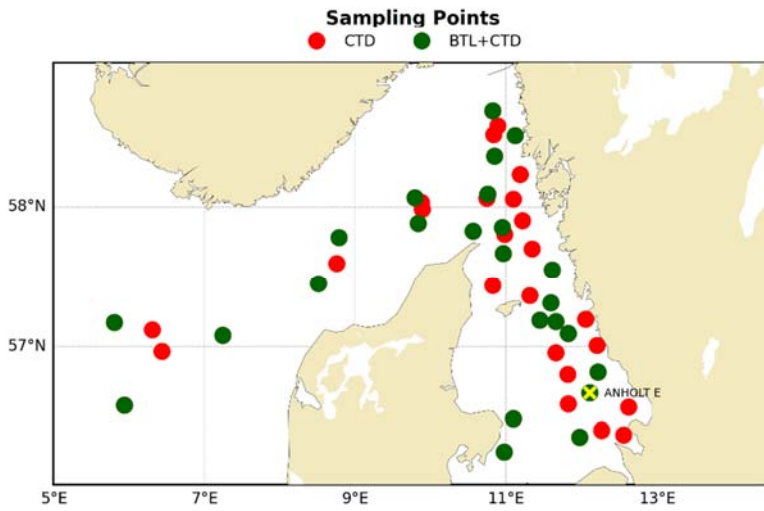 Sampling Points
CTD BTL+CTD
58°N
57°N
ANHOLT E
5°E 7°E 9°E 11°E 13°E